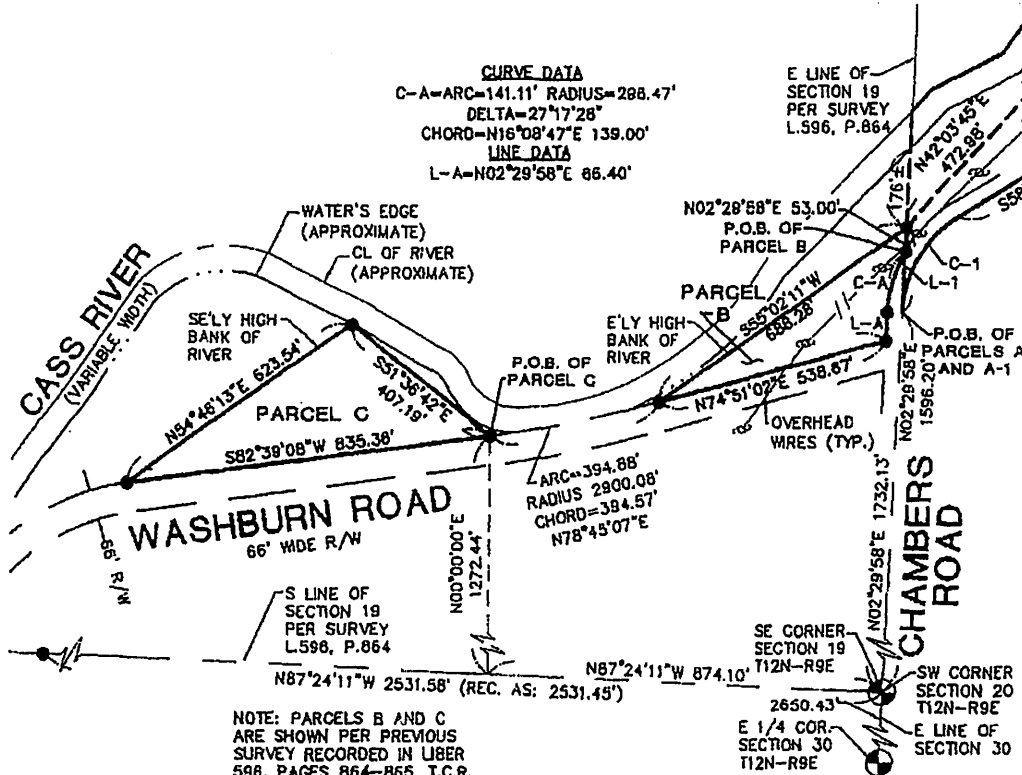 CURVE DATA
C-A=ARC=141.11' RADIUS=298.47'
DELTA=27°17'28"
CHORD=N16°08'47"E 139.00'
LINE DATA
L-A=N02°29'58"E 86.40'
E LINE OF
SECTION 19
PER SURVEY
L.596, P.864
N42°03'45"E
472.98'
176'±
N02°29'58"E 53.00'
P.O.B. OF
PARCEL B
WATER'S EDGE
(APPROXIMATE)
CL OF RIVER
(APPROXIMATE)
CASS RIVER
(VARIABLE WIDTH)
SE'LY HIGH
BANK OF
RIVER
N54°48'13"E 623.54'
S51°36'42"E
407.19'
PARCEL C
S82°39'08"W 835.36'
P.O.B. OF
PARCEL C
PARCEL
B
S55°02'11"W
688.28'
E'LY HIGH
BANK OF
RIVER
N74°51'02"E 538.67'
C-A
L-A
C-1
L-1
S58
P.O.B. OF
PARCELS A
AND A-1
N02°29'58"E
1596.20'
OVERHEAD
WIRES (TYP.)
ARC=394.88'
RADIUS 2900.08'
CHORD=394.57'
N78°45'07"E
WASHBURN ROAD
66' WIDE R/W
66' R/W
N00°00'00"E
1272.44'
N02°29'58"E 1732.13'
CHAMBERS
ROAD
S LINE OF
SECTION 19
PER SURVEY
L.596, P.864
N87°24'11"W 2531.58' (REC. AS: 2531.45')
N87°24'11"W 874.10'
SE CORNER
SECTION 19
T12N-R9E
SW CORNER
SECTION 20
T12N-R9E
2650.43'
E LINE OF
SECTION 30
E 1/4 COR.
SECTION 30
T12N-R9E
NOTE: PARCELS B AND C
ARE SHOWN PER PREVIOUS
SURVEY RECORDED IN LIBER
596, PAGES 864-865, T.C.R.